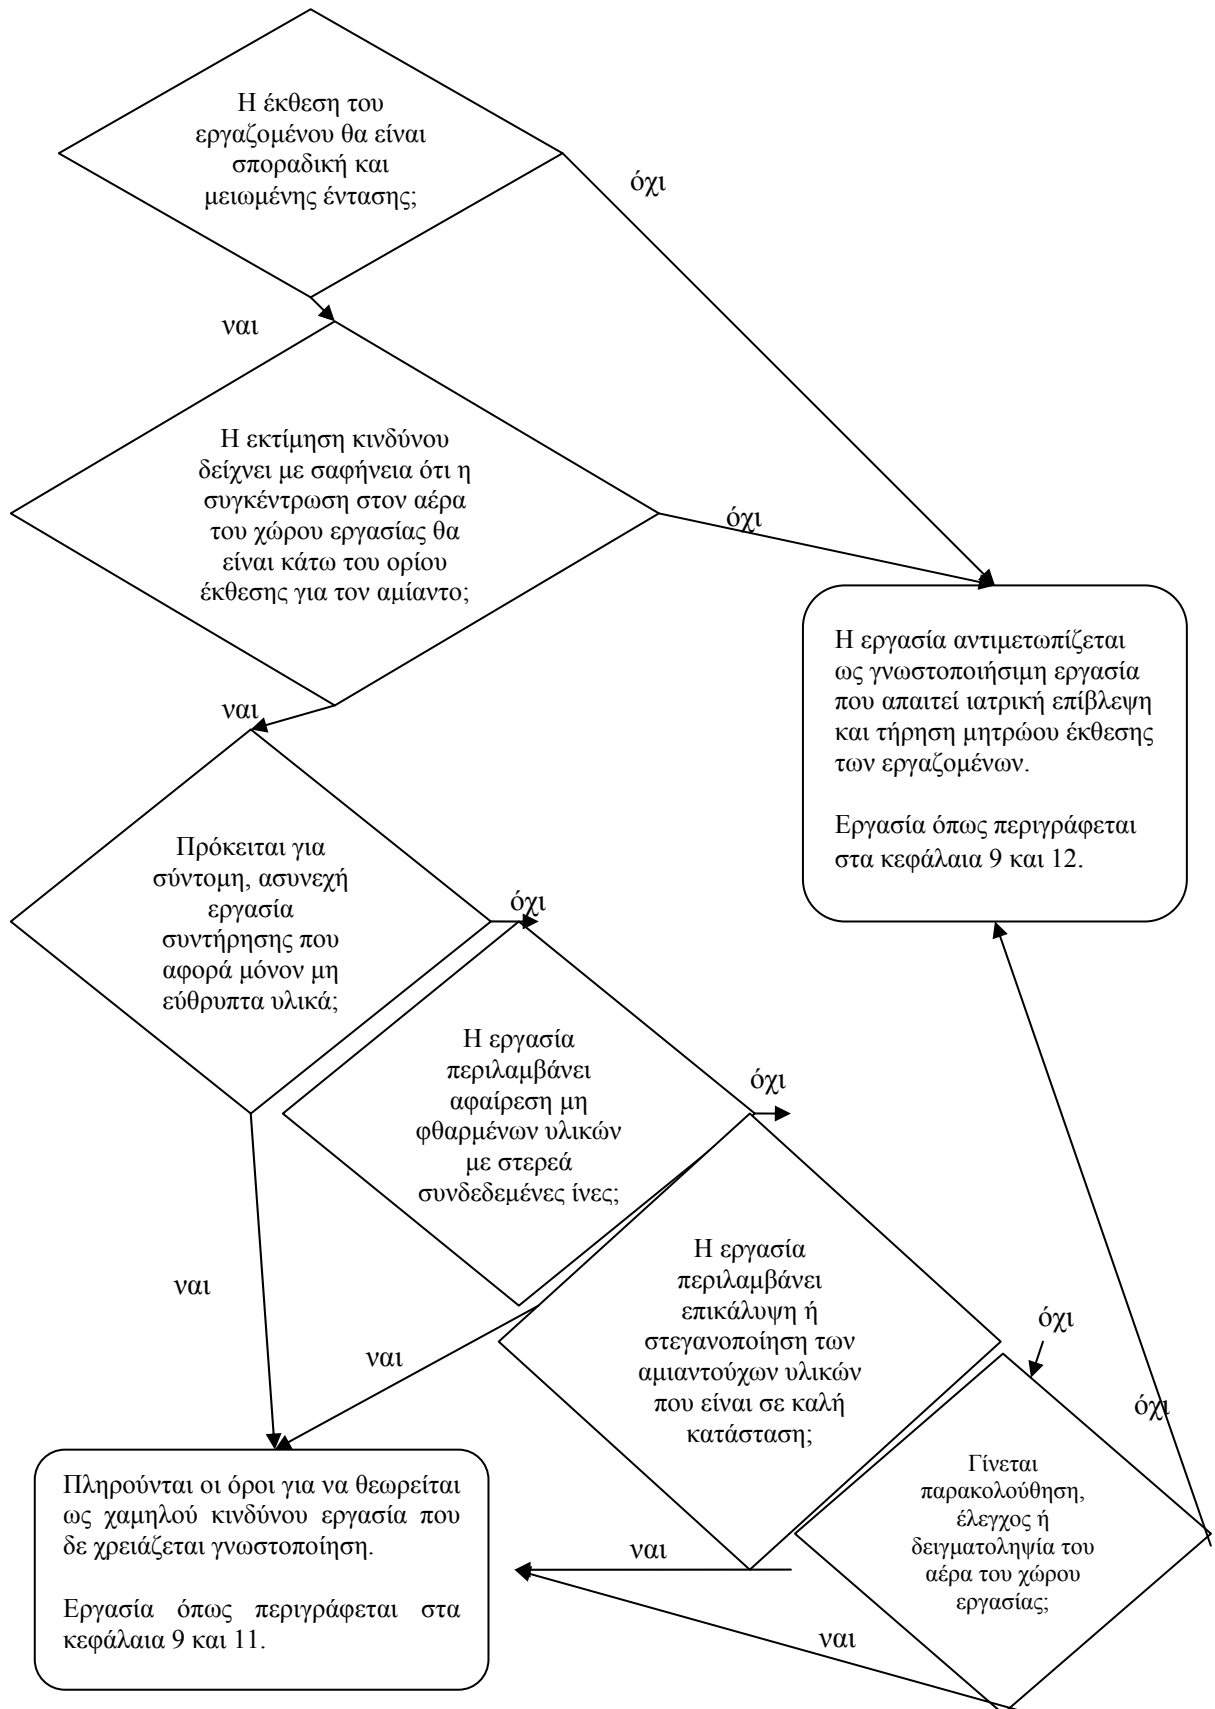 Η έκθεση του
εργαζομένου θα είναι
σποραδική και
μειωμένης έντασης;
όχι
ναι
Η εκτίμηση κινδύνου
δείχνει με σαφήνεια ότι η
συγκέντρωση στον αέρα
του χώρου εργασίας θα
είναι κάτω του ορίου
έκθεσης για τον αμίαντο;
όχι
Η εργασία αντιμετωπίζεται
ως γνωστοποιήσιμη εργασία
που απαιτεί ιατρική επίβλεψη
και τήρηση μητρώου έκθεσης
των εργαζομένων.
Εργασία όπως περιγράφεται
στα κεφάλαια 9 και 12.
ναι
Πρόκειται για
σύντομη, ασυνεχή
εργασία
συντήρησης που
αφορά μόνον μη
εύθρυπτα υλικά;
όχι
Η εργασία
περιλαμβάνει
αφαίρεση μη
φθαρμένων υλικών
με στερεά
συνδεδεμένες ίνες;
όχι
Η εργασία
περιλαμβάνει
επικάλυψη ή
στεγανοποίηση των
αμιαντούχων υλικών
που είναι σε καλή
κατάσταση;
ναι
ναι
όχι
όχι
Γίνεται
παρακολούθηση,
έλεγχος ή
δειγματοληψία του
αέρα του χώρου
εργασίας;
Πληρούνται οι όροι για να θεωρείται
ως χαμηλού κινδύνου εργασία που
δε χρειάζεται γνωστοποίηση.
Εργασία όπως περιγράφεται στα
κεφάλαια 9 και 11.
ναι
ναι